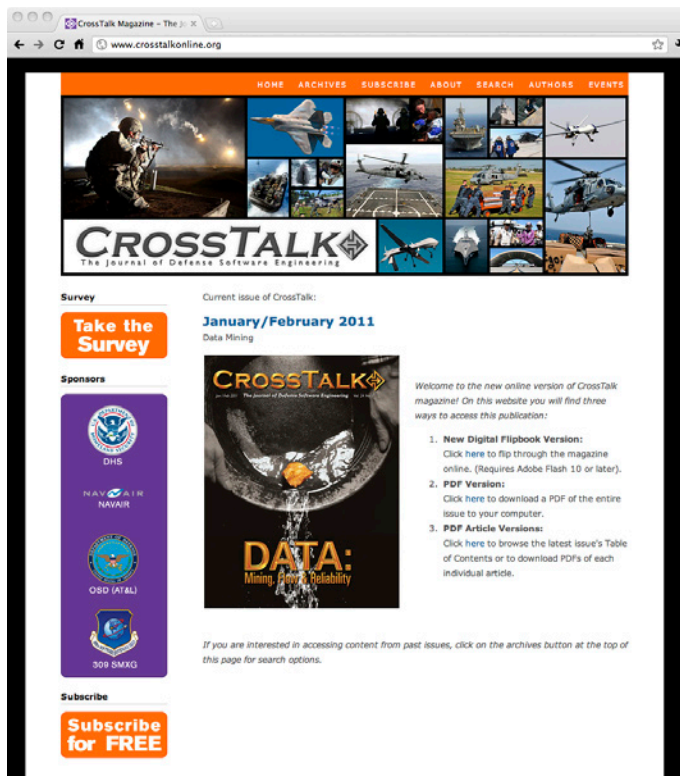 CrossTalk Magazine – The Jo
www.crosstalkonline.org
HOME ARCHIVES SUBSCRIBE ABOUT SEARCH AUTHORS EVENTS
CROSSTALK
The Journal of Defense Software Engineering
Survey
Take the
Survey
Sponsors
DHS
NAVAIR
NAVAIR
OSD (AT&L)
309 SMXG
Subscribe
Subscribe
for FREE
Current issue of CrossTalk:
January/February 2011
Data Mining
CROSSTALK
The Journal of Defense Software Engineering
DATA:
Mining, Flow & Reliability
Welcome to the new online version of CrossTalk
magazine! On this website you will find three
ways to access this publication:
1. New Digital Flipbook Version:
Click here to flip through the magazine
online. (Requires Adobe Flash 10 or later).
2. PDF Version:
Click here to download a PDF of the entire
issue to your computer.
3. PDF Article Versions:
Click here to browse the latest issue's Table
of Contents or to download PDFs of each
individual article.
If you are interested in accessing content from past issues, click on the archives button at the top of
this page for search options.